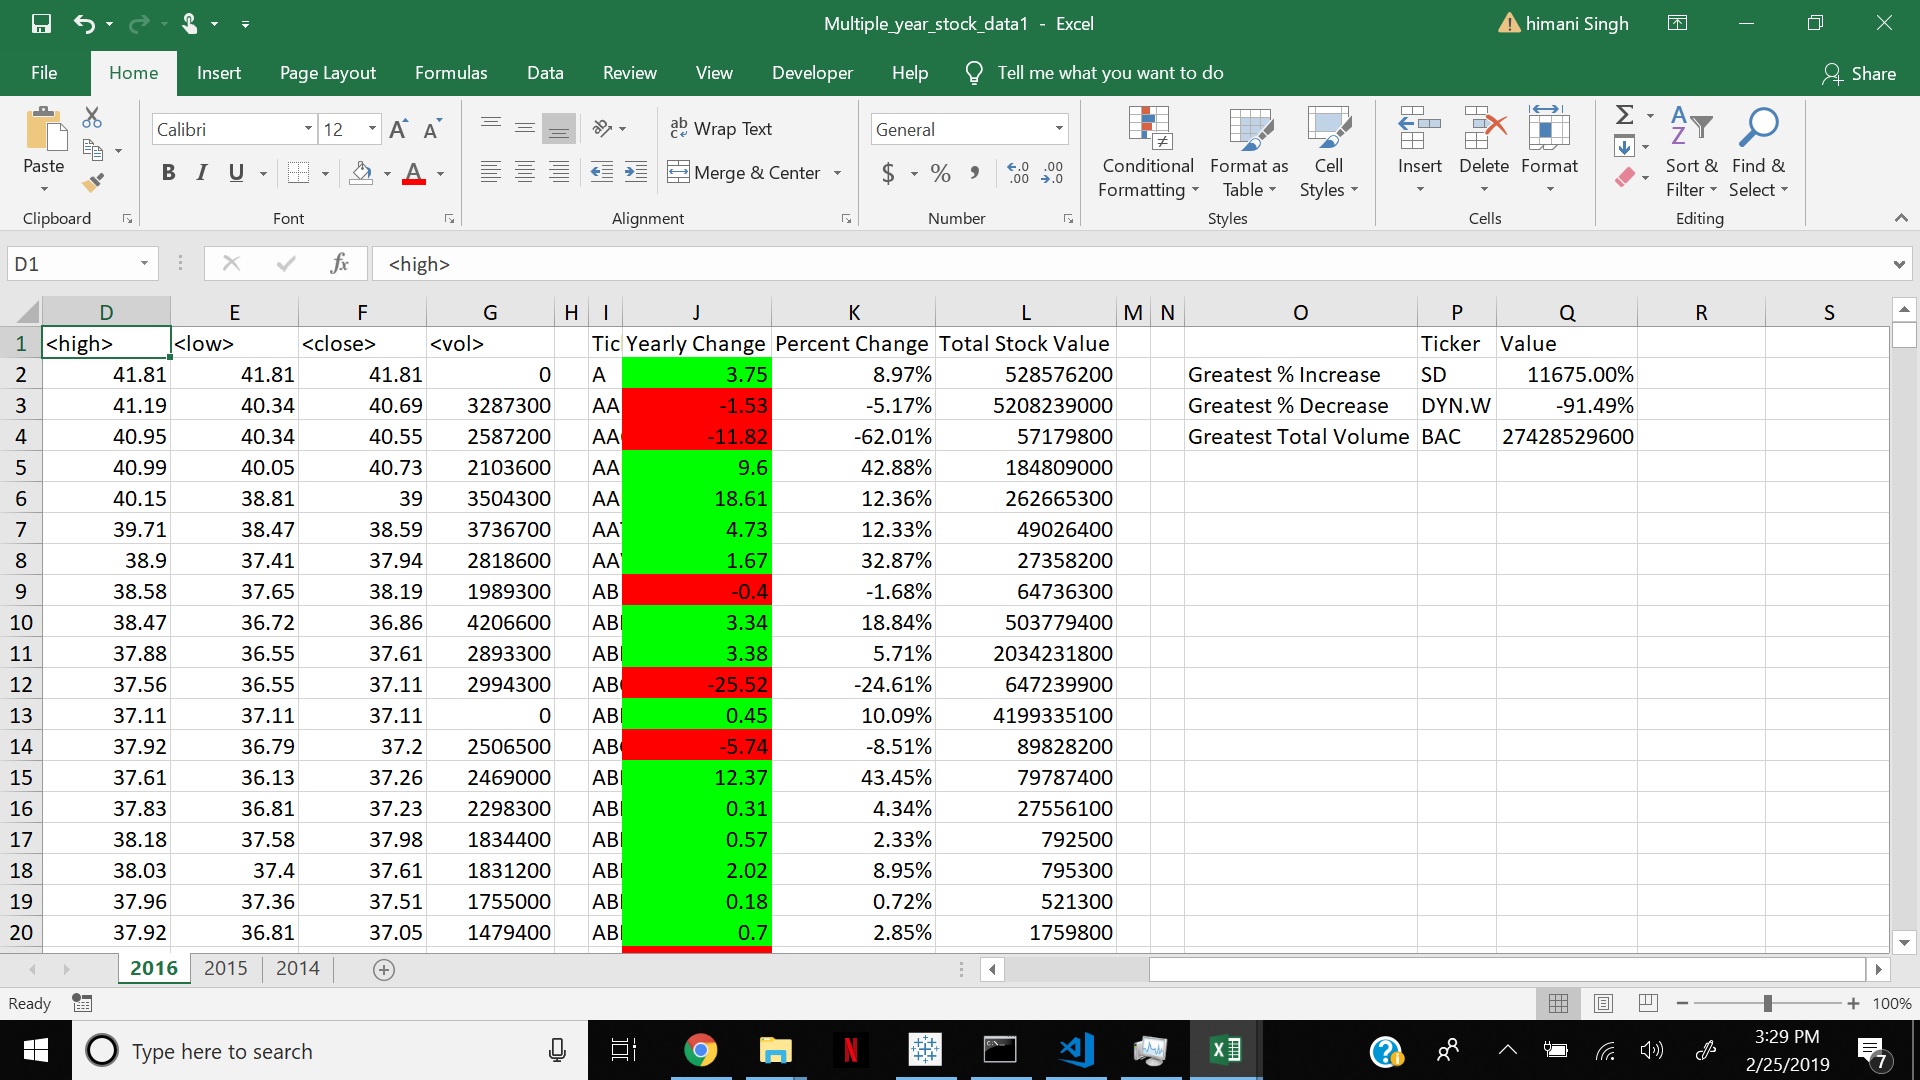 Multiple_year_stock_data1 - Excel
himani Singh
File Home Insert Page Layout Formulas Data Review View Developer Help Tell me what you want to do Share
Calibri 12 Wrap Text General
Paste B I U Merge & Center $ % Conditional Formatting Format as Table Cell Styles Insert Delete Format Sort & Filter Find & Select
Clipboard Font Alignment Number Styles Cells Editing
D1 fx <high>
D E F G H I J K L M N O P Q R S
1 <high> <low> <close> <vol> Tic Yearly Change Percent Change Total Stock Value Ticker Value
2 41.81 41.81 41.81 0 A 3.75 8.97% 528576200 Greatest % Increase SD 11675.00%
3 41.19 40.34 40.69 3287300 AA -1.53 -5.17% 5208239000 Greatest % Decrease DYN.W -91.49%
4 40.95 40.34 40.55 2587200 AA -11.82 -62.01% 57179800 Greatest Total Volume BAC 27428529600
5 40.99 40.05 40.73 2103600 AA 9.6 42.88% 184809000
6 40.15 38.81 39 3504300 AA 18.61 12.36% 262665300
7 39.71 38.47 38.59 3736700 AA 4.73 12.33% 49026400
8 38.9 37.41 37.94 2818600 AA 1.67 32.87% 27358200
9 38.58 37.65 38.19 1989300 AB -0.4 -1.68% 64736300
10 38.47 36.72 36.86 4206600 AB 3.34 18.84% 503779400
11 37.88 36.55 37.61 2893300 AB 3.38 5.71% 2034231800
12 37.56 36.55 37.11 2994300 AB -25.52 -24.61% 647239900
13 37.11 37.11 37.11 0 AB 0.45 10.09% 4199335100
14 37.92 36.79 37.2 2506500 AB -5.74 -8.51% 89828200
15 37.61 36.13 37.26 2469000 AB 12.37 43.45% 79787400
16 37.83 36.81 37.23 2298300 AB 0.31 4.34% 27556100
17 38.18 37.58 37.98 1834400 AB 0.57 2.33% 792500
18 38.03 37.4 37.61 1831200 AB 2.02 8.95% 795300
19 37.96 37.36 37.51 1755000 AB 0.18 0.72% 521300
20 37.92 36.81 37.05 1479400 AB 0.7 2.85% 1759800
2016 2015 2014
Ready 100%
Type here to search
3:29 PM
2/25/2019
7